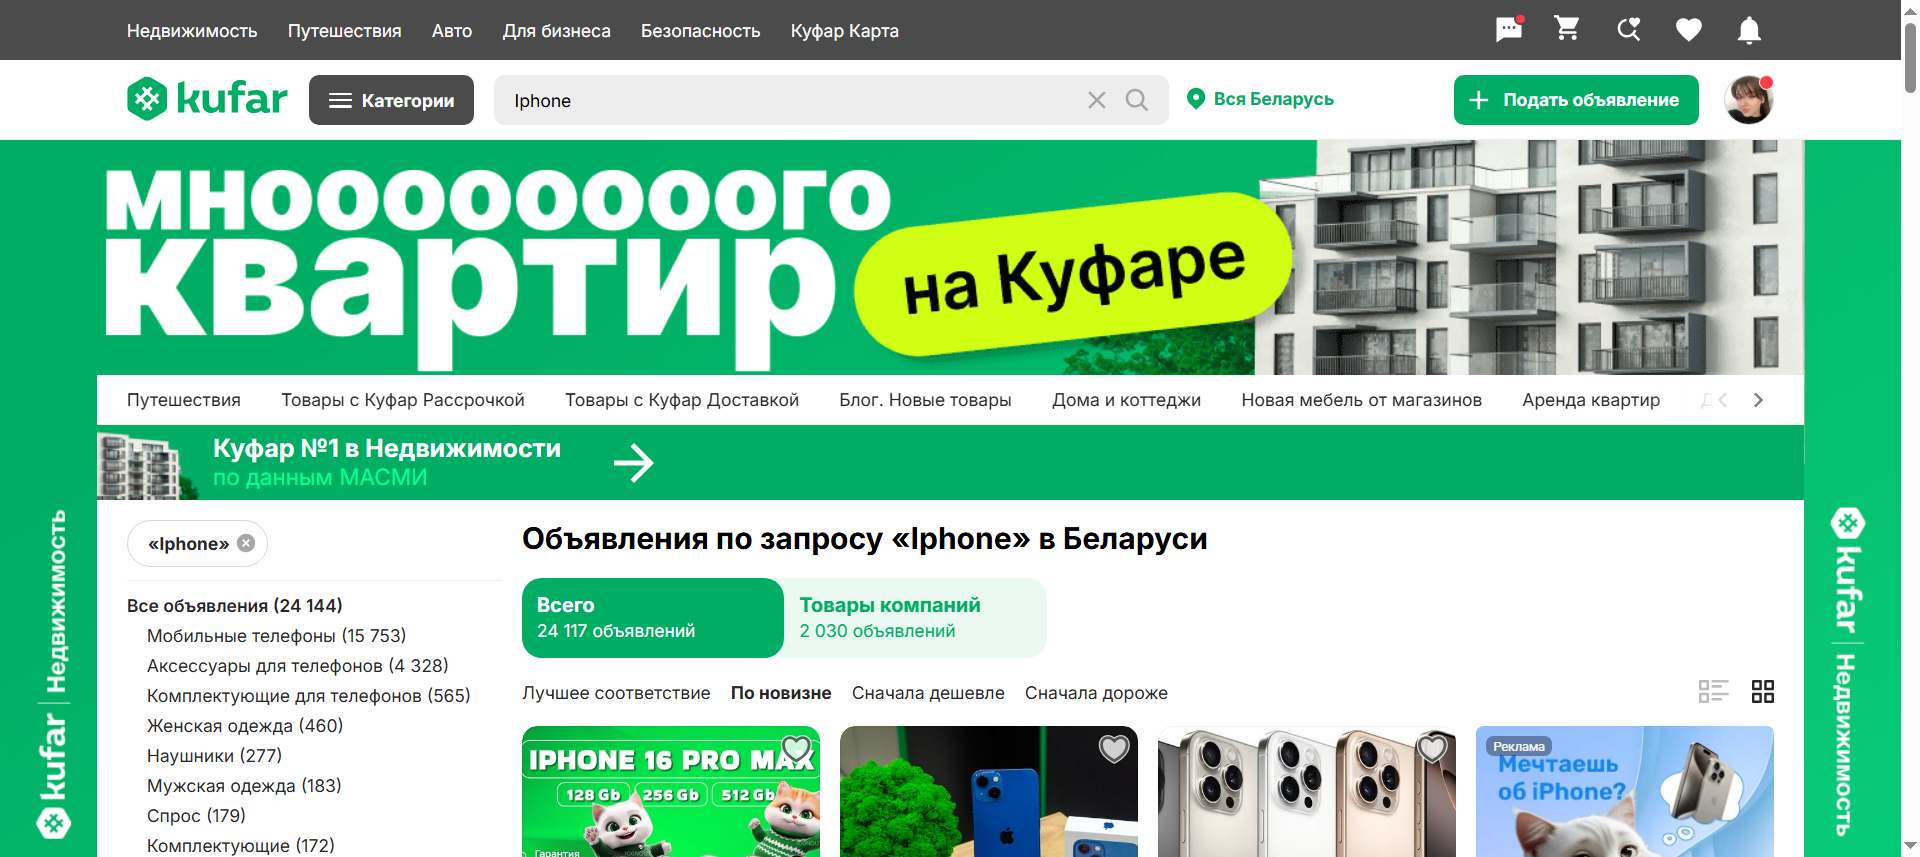 Недвижимость Путешествия Авто Для бизнеса Безопасность Куфар Карта
kufar Категории Iphone Вся Беларусь Подать объявление
мноооооооого
квартир
на Куфаре
Путешествия Товары с Куфар Рассрочкой Товары с Куфар Доставкой Блог. Новые товары Дома и коттеджи Новая мебель от магазинов Аренда квартир
Куфар №1 в Недвижимости
по данным МАСМИ
«Iphone»
Объявления по запросу «Iphone» в Беларуси
Все объявления (24 144)
Мобильные телефоны (15 753)
Аксессуары для телефонов (4 328)
Комплектующие для телефонов (565)
Женская одежда (460)
Наушники (277)
Мужская одежда (183)
Спрос (179)
Комплектующие (172)
Всего
24 117 объявлений
Товары компаний
2 030 объявлений
Лучшее соответствие По новизне Сначала дешевле Сначала дороже
IPHONE 16 PRO MAX
128 Gb 256 Gb 512 Gb
Гарантия
Реклама
Мечтаешь
об iPhone?
kufar | Недвижимость
kufar | Недвижимость